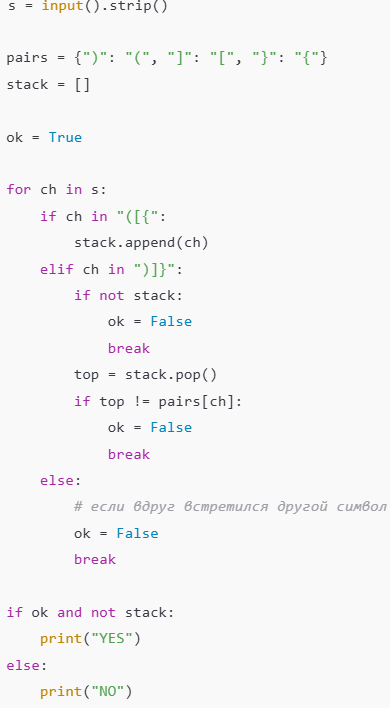 s = input().strip()
pairs = {")": "(", "]": "[", "}": "{"}
stack = []
ok = True
for ch in s:
    if ch in "([{":
        stack.append(ch)
    elif ch in ")]}":
        if not stack:
            ok = False
            break
        top = stack.pop()
        if top != pairs[ch]:
            ok = False
            break
    else:
        # если вдруг встретился другой символ
        ok = False
        break
if ok and not stack:
    print("YES")
else:
    print("NO")